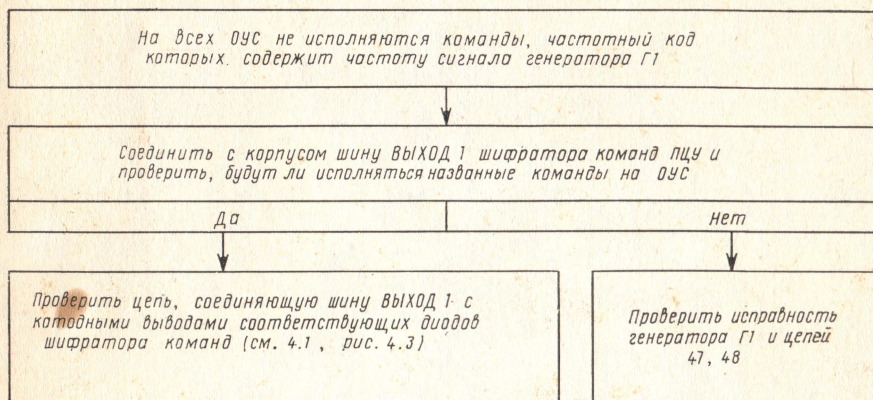 На всех ОУС не исполняются команды, частотный код
которых. содержит частоту сигнала генератора Г1
Соединить с корпусом шину ВЫХОД 1 шифратора команд ПЦУ и
проверить, будут ли исполняться названные команды на ОУС
Да
Нет
Проверить цепь, соединяющую шину ВЫХОД 1 с
катодными выводами соответствующих диодов
шифратора команд (см. 4.1, рис. 4.3)
Проверить исправность
генератора Г1 и цепей
47, 48